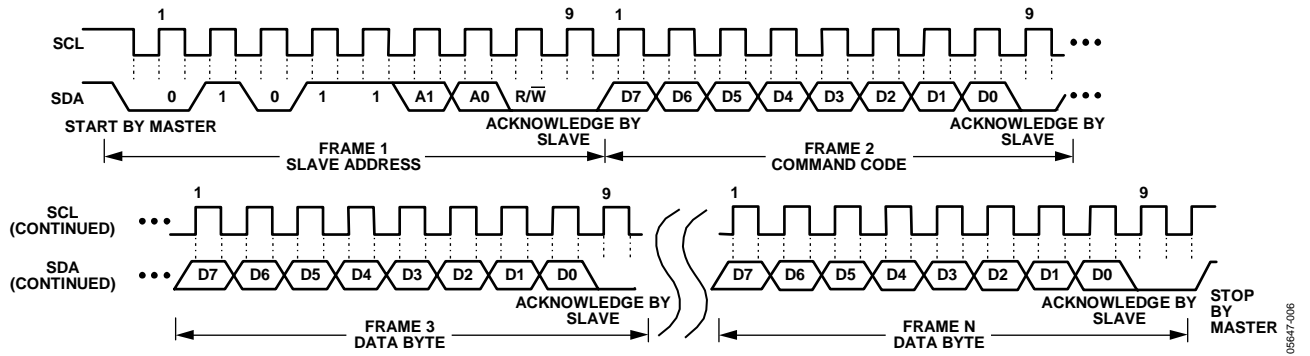 1 9 1 9
SCL
SDA 0 1 0 1 1 A1 A0 R/W̅ D7 D6 D5 D4 D3 D2 D1 D0
START BY MASTER ACKNOWLEDGE BY SLAVE ACKNOWLEDGE BY SLAVE
FRAME 1 SLAVE ADDRESS FRAME 2 COMMAND CODE
1 9 1 9
SCL (CONTINUED)
SDA (CONTINUED) D7 D6 D5 D4 D3 D2 D1 D0 D7 D6 D5 D4 D3 D2 D1 D0
ACKNOWLEDGE BY SLAVE ACKNOWLEDGE BY SLAVE STOP BY MASTER
FRAME 3 DATA BYTE FRAME N DATA BYTE
05647-006